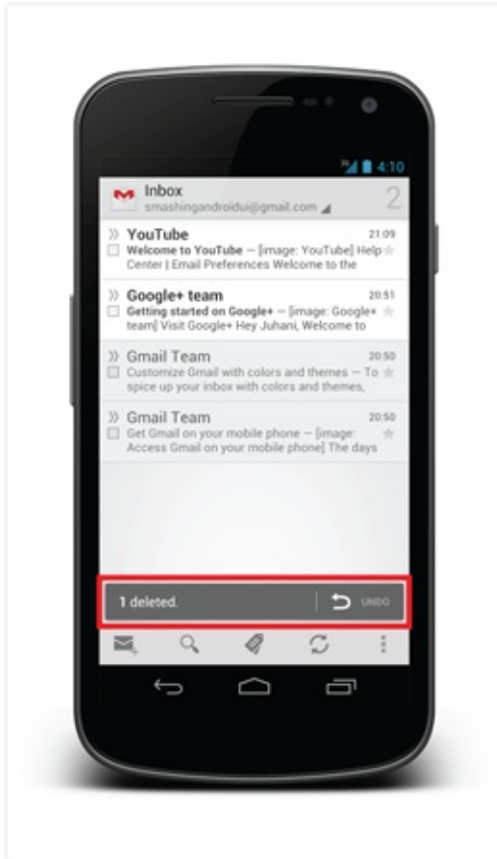 3G 4:10
Inbox 2
smashingandroidui@gmail.com
YouTube 21:09
Welcome to YouTube – [image: YouTube] Help
Center | Email Preferences Welcome to the
Google+ team 20:51
Getting started on Google+ – [image: Google+
team] Visit Google+ Hey Juhani, Welcome to
Gmail Team 20:50
Customize Gmail with colors and themes – To
spice up your inbox with colors and themes,
Gmail Team 20:50
Get Gmail on your mobile phone – [image:
Access Gmail on your mobile phone] The days
1 deleted. UNDO